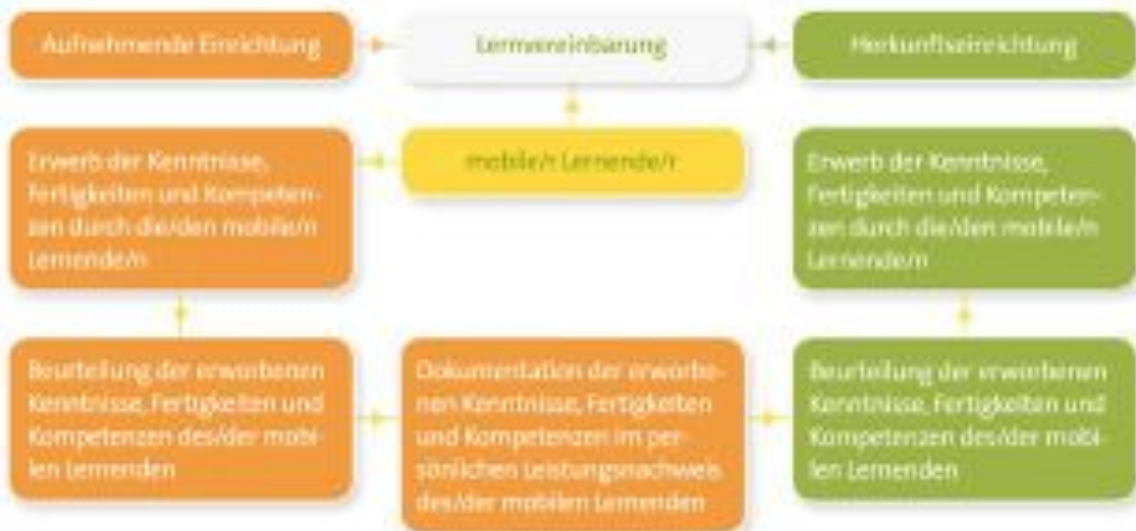 Aufnehmende Einrichtung
Lernvereinbarung
Herkunftseinrichtung
Erwerb der Kenntnisse,
Fertigkeiten und Kompeten-
zen durch die/den mobile/n
Lernende/n
mobile/r Lernende/r
Erwerb der Kenntnisse,
Fertigkeiten und Kompeten-
zen durch die/den mobile/n
Lernende/n
Beurteilung der erworbenen
Kenntnisse, Fertigkeiten und
Kompetenzen des/der mobi-
len Lernenden
Dokumentation der erworbe-
nen Kenntnisse, Fertigkeiten
und Kompetenzen im per-
sönlichen Leistungsnachweis
des/der mobilen Lernenden
Beurteilung der erworbenen
Kenntnisse, Fertigkeiten und
Kompetenzen des/der mobi-
len Lernenden